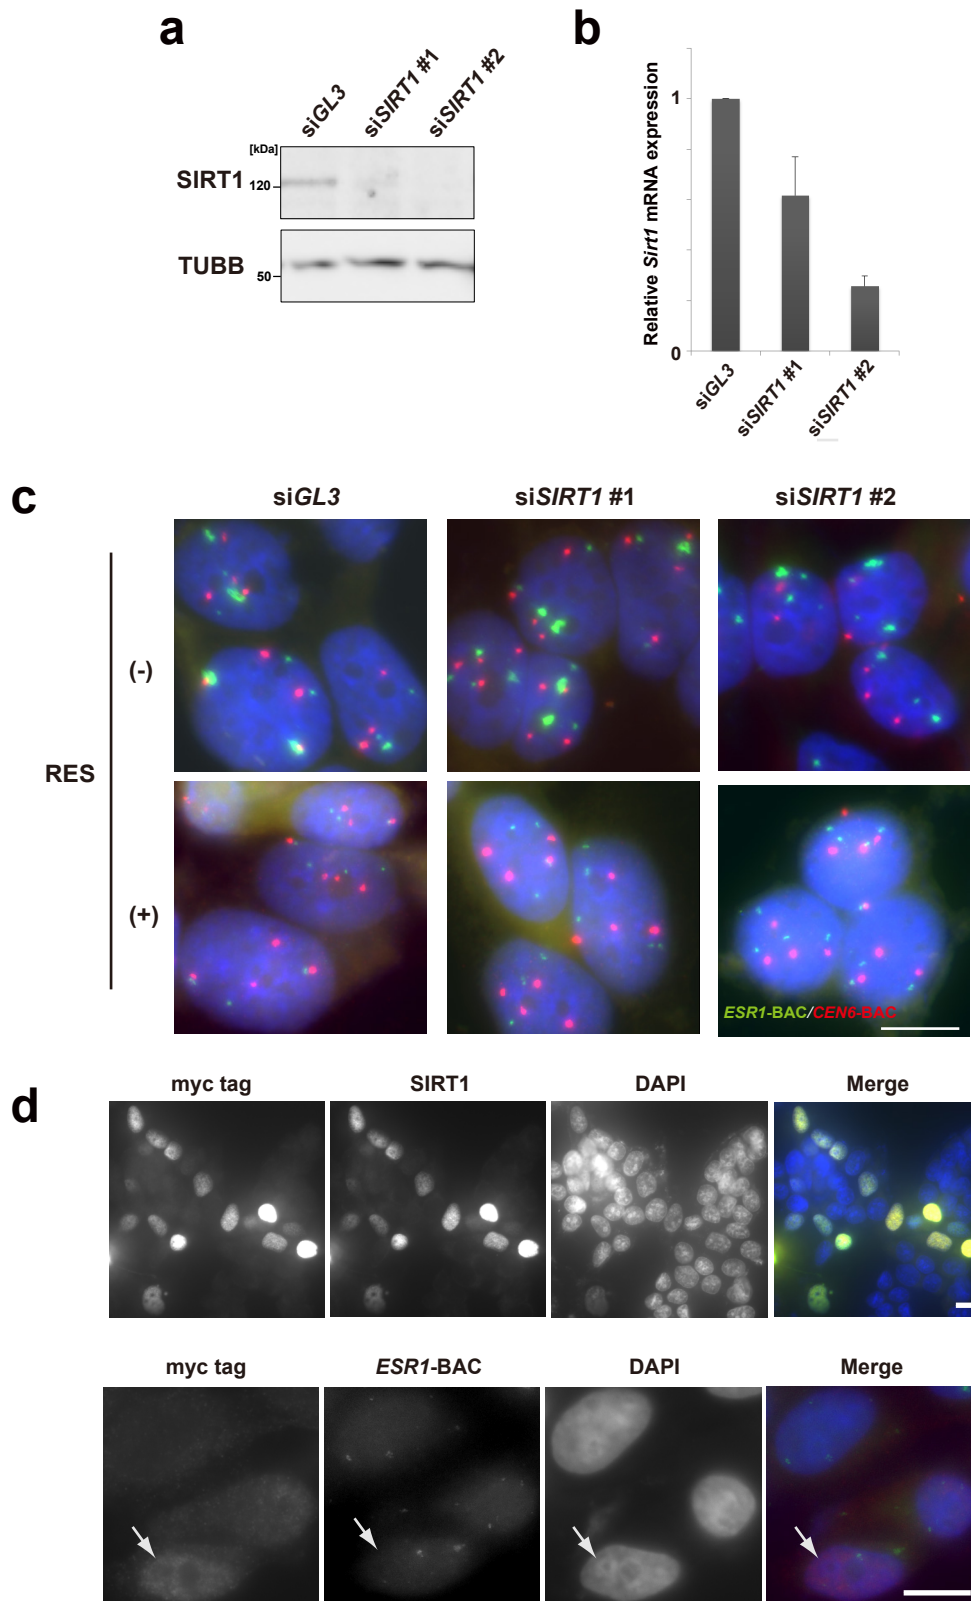 a
siGL3
siSIRT1 #1
siSIRT1 #2
[kDa]
SIRT1
120
TUBB
50
b
Relative Sirt1 mRNA expression
1
0
siGL3
siSIRT1 #1
siSIRT1 #2
c
siGL3
siSIRT1 #1
siSIRT1 #2
RES
(-)
(+)
ESR1-BAC/CEN6-BAC
d
myc tag
SIRT1
DAPI
Merge
myc tag
ESR1-BAC
DAPI
Merge